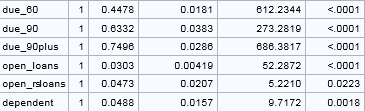 due_60 1 0.4478 0.0181 612.2344 <.0001
due_90 1 0.6332 0.0383 273.2819 <.0001
due_90plus 1 0.7496 0.0286 686.3817 <.0001
open_loans 1 0.0303 0.00419 52.2872 <.0001
open_rsloans 1 0.0473 0.0207 5.2210 0.0223
dependent 1 0.0488 0.0157 9.7172 0.0018